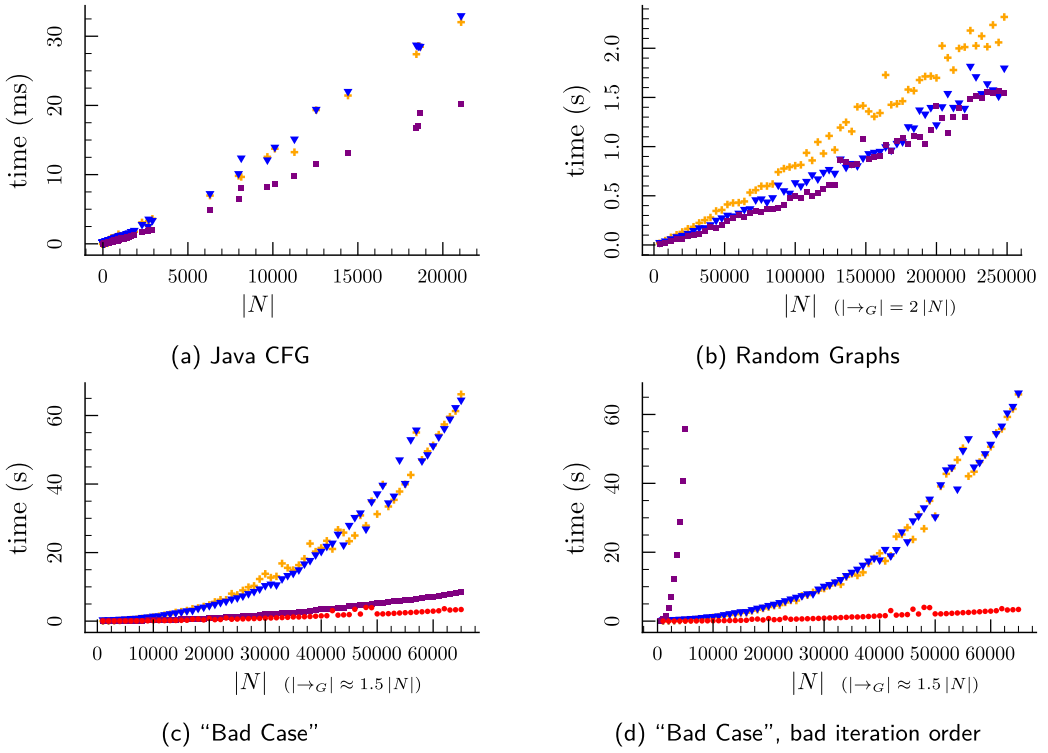 time (ms)
30
20
10
0
0 5000 10000 15000 20000
|N|
(a) Java CFG
time (s)
2.0
1.5
1.0
0.5
0.0
0 50000 100000 150000 200000 250000
|N| (|→G| = 2 |N|)
(b) Random Graphs
time (s)
60
40
20
0
0 10000 20000 30000 40000 50000 60000
|N| (|→G| ≈ 1.5 |N|)
(c) “Bad Case”
time (s)
60
40
20
0
0 10000 20000 30000 40000 50000 60000
|N| (|→G| ≈ 1.5 |N|)
(d) “Bad Case”, bad iteration order